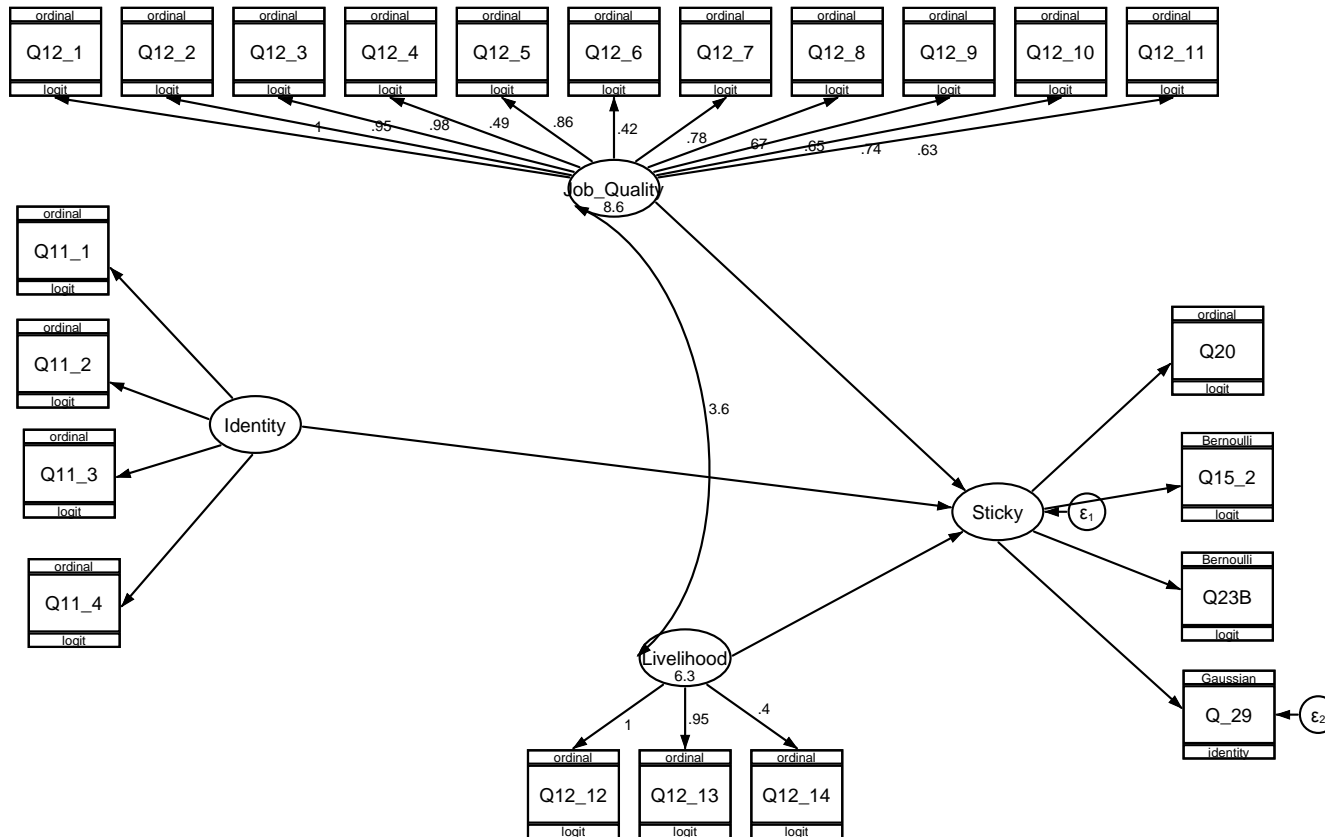 ordinal ordinal ordinal ordinal ordinal ordinal ordinal ordinal ordinal ordinal ordinal
Q12_1 Q12_2 Q12_3 Q12_4 Q12_5 Q12_6 Q12_7 Q12_8 Q12_9 Q12_10 Q12_11
logit logit logit logit logit logit logit logit logit logit logit
1 .95 .98 .49 .86 .42 .78 .67 .65 .74 .63
Job_Quality
8.6
ordinal
Q11_1
logit
ordinal
Q11_2
logit
ordinal
Q11_3
logit
ordinal
Q11_4
logit
Identity
3.6
ordinal
Q20
logit
Bernoulli
Q15_2
logit
Sticky
ε1
Bernoulli
Q23B
logit
Gaussian
Q_29
identity
ε2
Livelihood
6.3
1 .95 .4
ordinal ordinal ordinal
Q12_12 Q12_13 Q12_14
logit logit logit